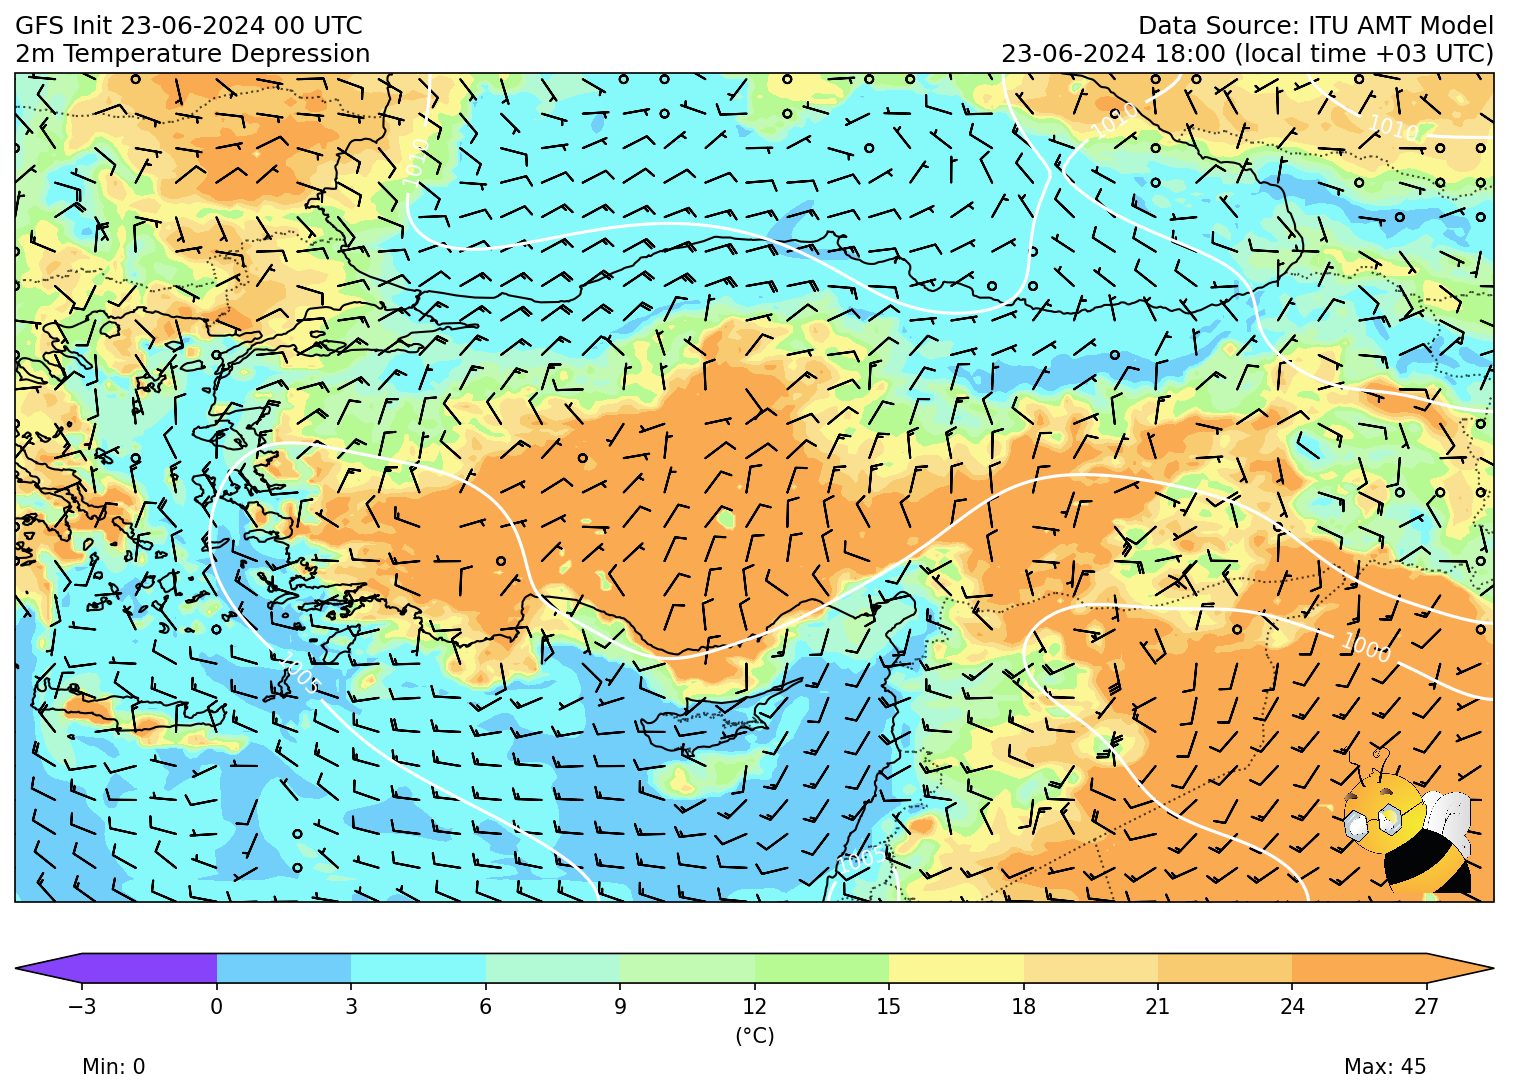 GFS Init 23-06-2024 00 UTC
Data Source: ITU AMT Model
2m Temperature Depression
23-06-2024 18:00 (local time +03 UTC)
1010
1010
1010
1000
1005
1005
−3 0 3 6 9 12 15 18 21 24 27
(°C)
Min: 0
Max: 45